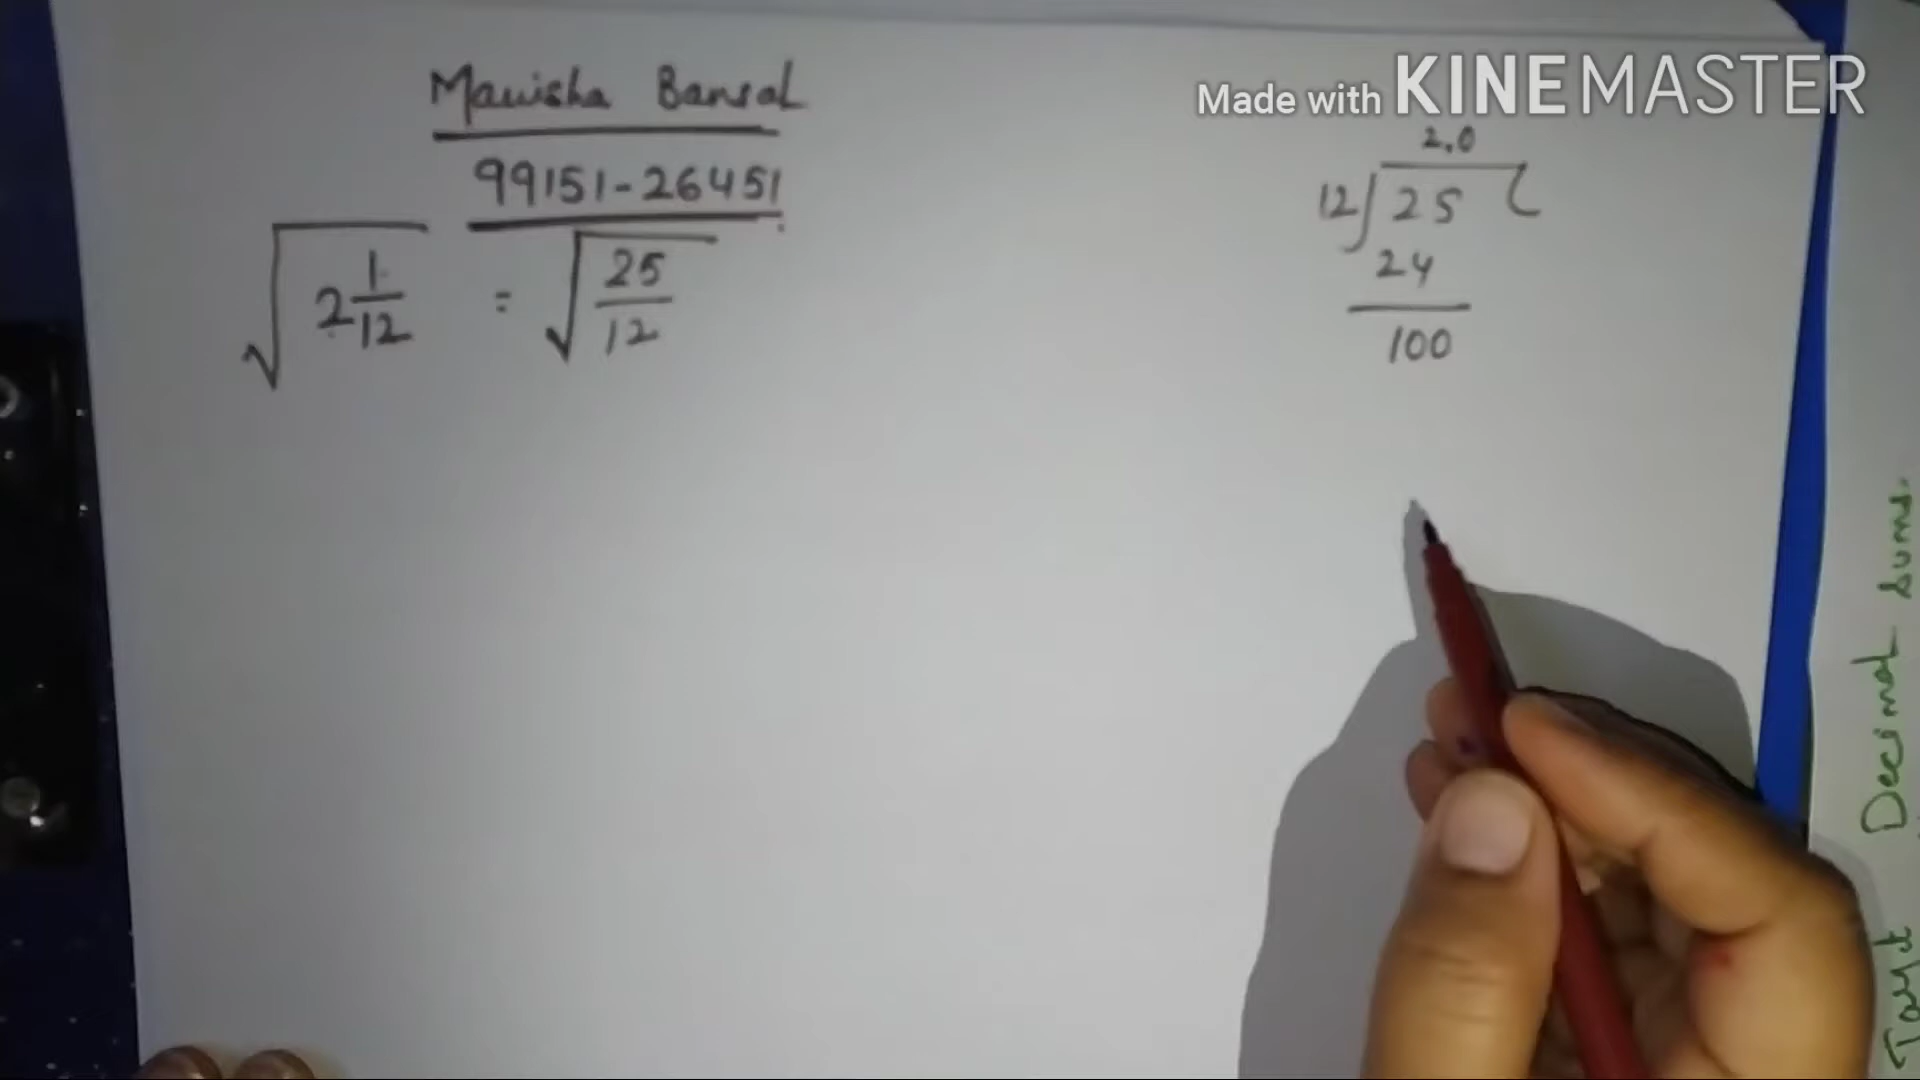 Made with KINEMASTER
Manisha Bansal
99151-26451
√2 1/12 = √25/12
2.0
12 ) 25 (
24
100
Decimal sums.